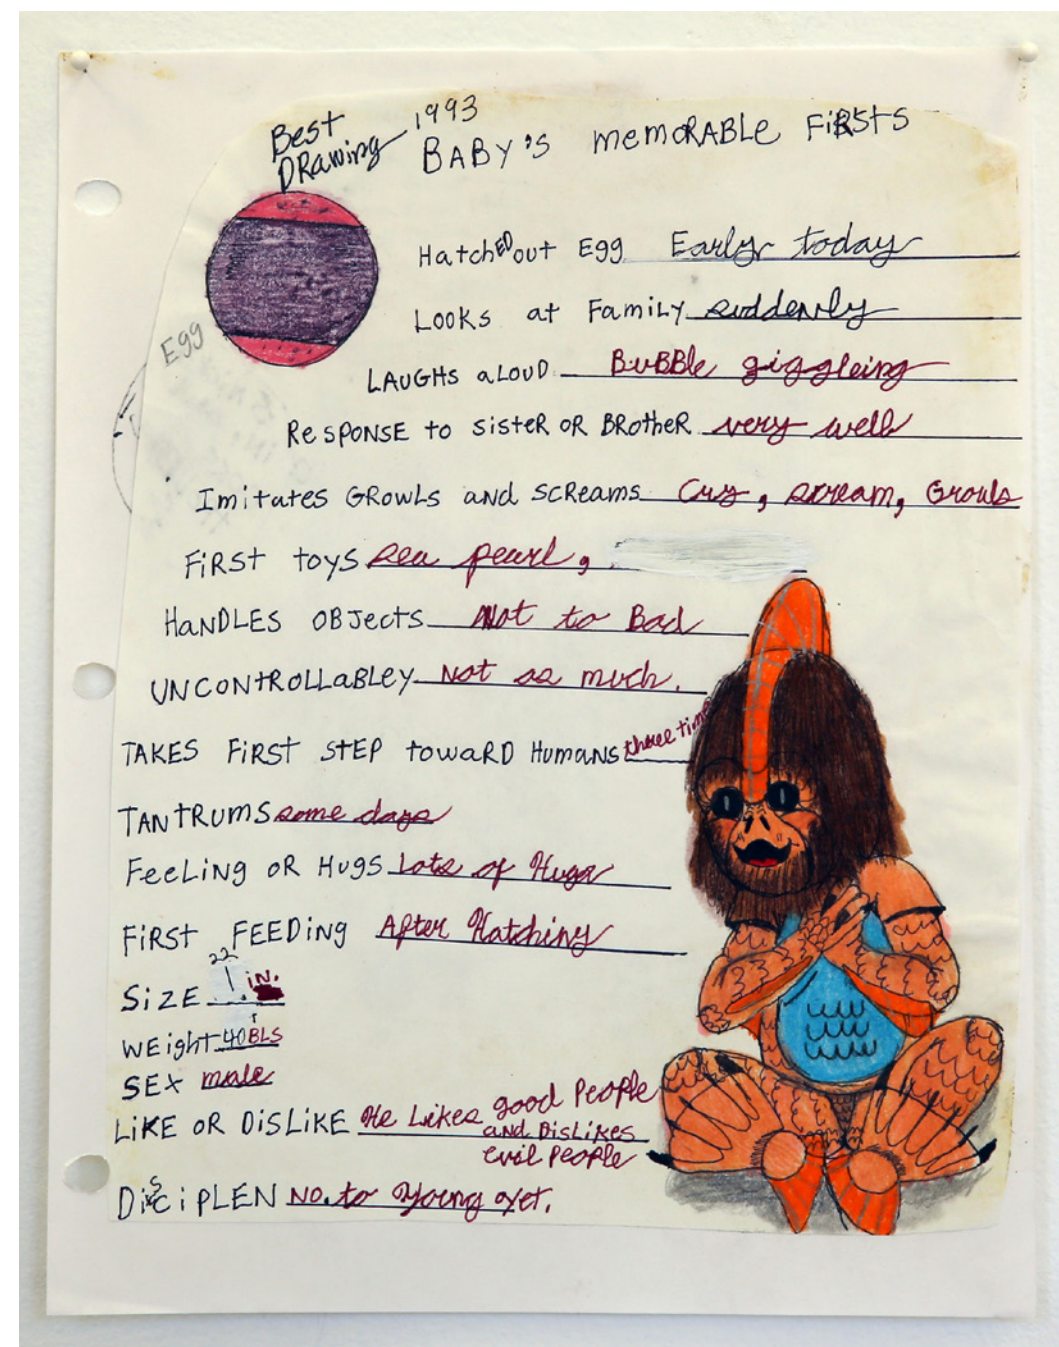 Best Drawing 1993
BABY'S MEMORABLE FIRSTS
HatchED out Egg Early today
Looks at Family suddenly
LAUGHS aLOUD Bubble giggleing
Response to sister or Brother very well
Imitates Growls and screams Cry, scream, Growls
First toys sea pearl,
Handles Objects Not to Bad
Uncontrollabley Not so much.
Takes First Step toward Humans three time
Tantrums some days
Feeling or Hugs Lots of Hugs
First Feeding After Hatching
Size 22 1 in.
Weight 40 BLS
Sex male
Like or Dislike He Likes good People
and Dislikes
evil People
Disciplen No. to Young yet.
Egg